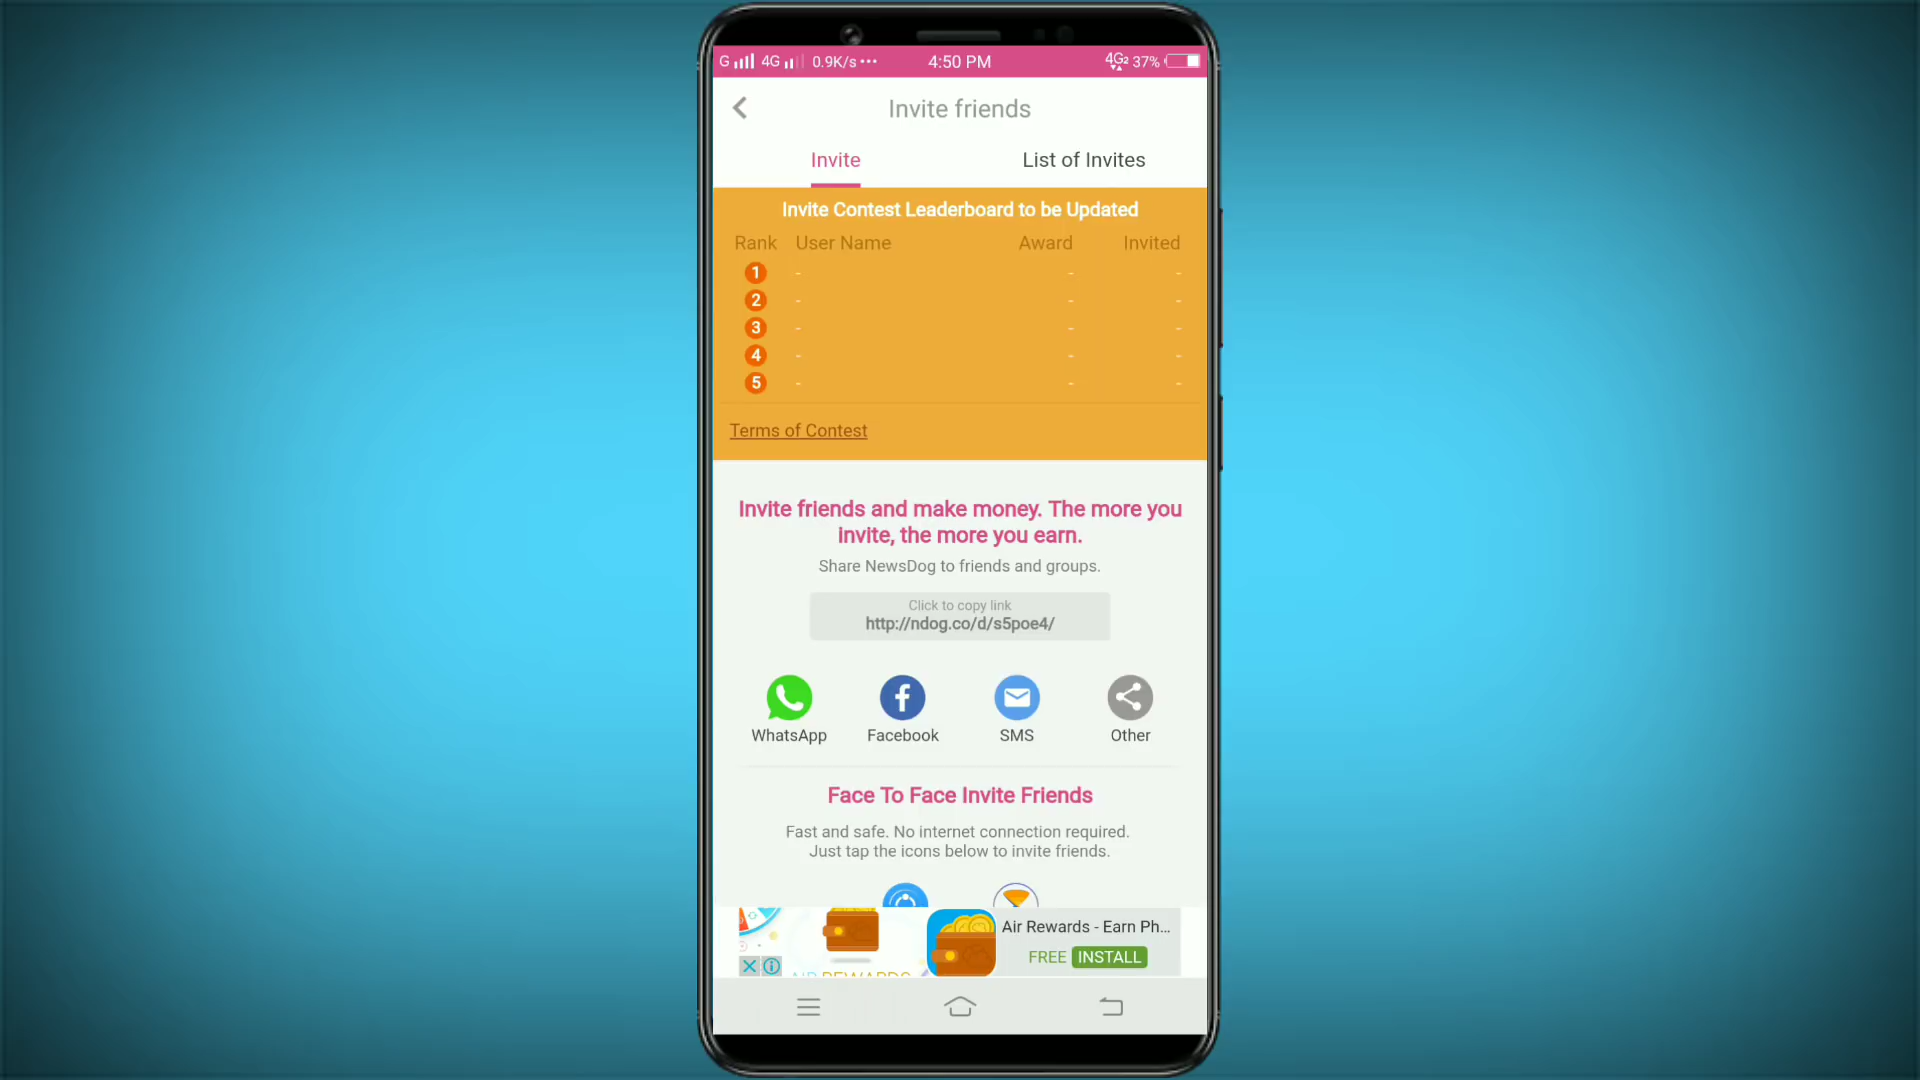 G 4G 0.9K/s ... 4:50 PM 4G2 37%
Invite friends
Invite List of Invites
Invite Contest Leaderboard to be Updated
Rank User Name Award Invited
1 - - -
2 - - -
3 - - -
4 - - -
5 - - -
Terms of Contest
Invite friends and make money. The more you
invite, the more you earn.
Share NewsDog to friends and groups.
Click to copy link
http://ndog.co/d/s5poe4/
WhatsApp Facebook SMS Other
Face To Face Invite Friends
Fast and safe. No internet connection required.
Just tap the icons below to invite friends.
Air Rewards - Earn Ph...
FREE INSTALL
AIR REWARDS